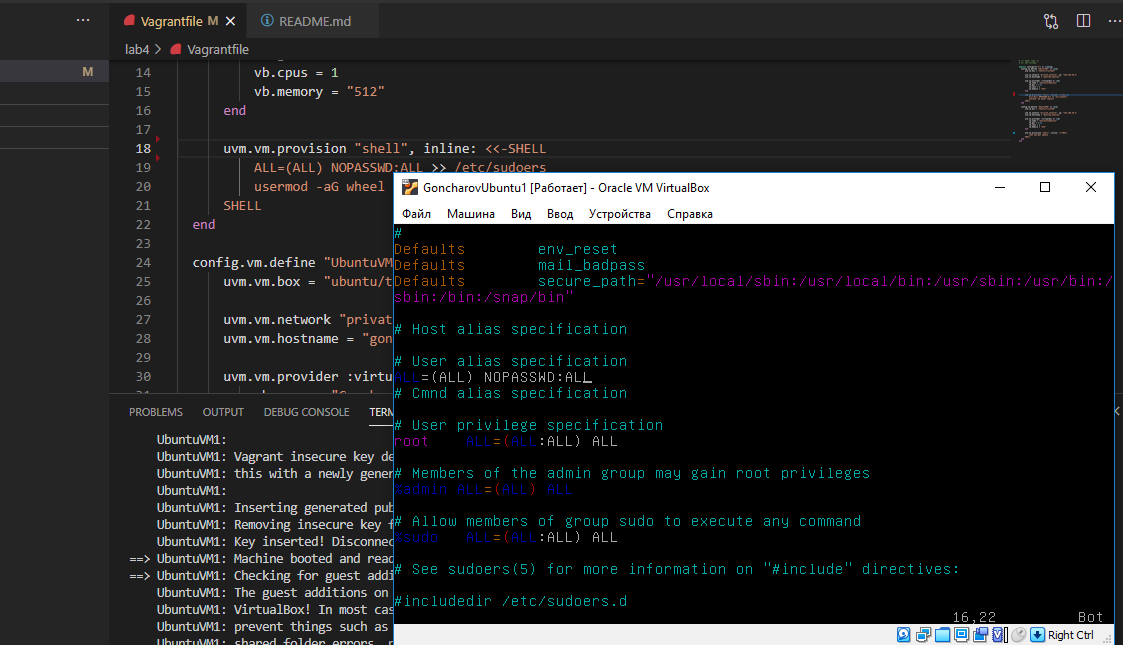 Vagrantfile M
README.md
lab4 > Vagrantfile
M
14 vb.cpus = 1
15 vb.memory = "512"
16 end
17
18 uvm.vm.provision "shell", inline: <<-SHELL
19 ALL=(ALL) NOPASSWD:ALL >> /etc/sudoers
20 usermod -aG wheel
21 SHELL
22 end
23
24 config.vm.define "UbuntuVM
25 uvm.vm.box = "ubuntu/t
26
27 uvm.vm.network "privat
28 uvm.vm.hostname = "gon
29
30 uvm.vm.provider :virtu
PROBLEMS OUTPUT DEBUG CONSOLE TERM
UbuntuVM1:
UbuntuVM1: Vagrant insecure key de
UbuntuVM1: this with a newly gener
UbuntuVM1:
UbuntuVM1: Inserting generated pub
UbuntuVM1: Removing insecure key f
UbuntuVM1: Key inserted! Disconnec
==> UbuntuVM1: Machine booted and read
==> UbuntuVM1: Checking for guest addi
UbuntuVM1: The guest additions on
UbuntuVM1: VirtualBox! In most cas
UbuntuVM1: prevent things such as
UbuntuVM1: shared folder errors,
GoncharovUbuntu1 [Работает] - Oracle VM VirtualBox
Файл Машина Вид Ввод Устройства Справка
#
Defaults env_reset
Defaults mail_badpass
Defaults secure_path="/usr/local/sbin:/usr/local/bin:/usr/sbin:/usr/bin:/
sbin:/bin:/snap/bin"
# Host alias specification
# User alias specification
ALL=(ALL) NOPASSWD:ALL
# Cmnd alias specification
# User privilege specification
root ALL=(ALL:ALL) ALL
# Members of the admin group may gain root privileges
%admin ALL=(ALL) ALL
# Allow members of group sudo to execute any command
%sudo ALL=(ALL:ALL) ALL
# See sudoers(5) for more information on "#include" directives:
#includedir /etc/sudoers.d
16,22 Bot
Right Ctrl